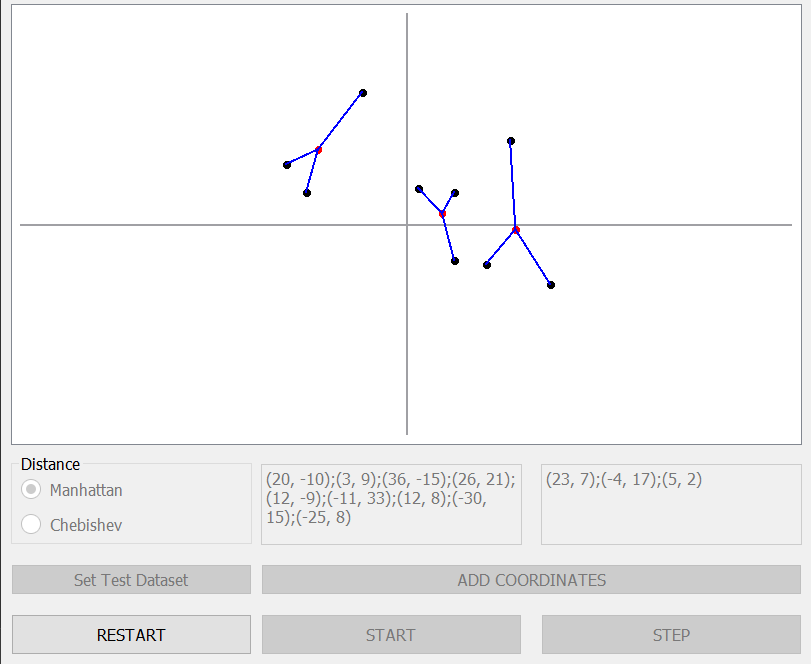 Distance
Manhattan
Chebishev
(20, -10);(3, 9);(36, -15);(26, 21);
(12, -9);(-11, 33);(12, 8);(-30,
15);(-25, 8)
(23, 7);(-4, 17);(5, 2)
Set Test Dataset
ADD COORDINATES
RESTART
START
STEP